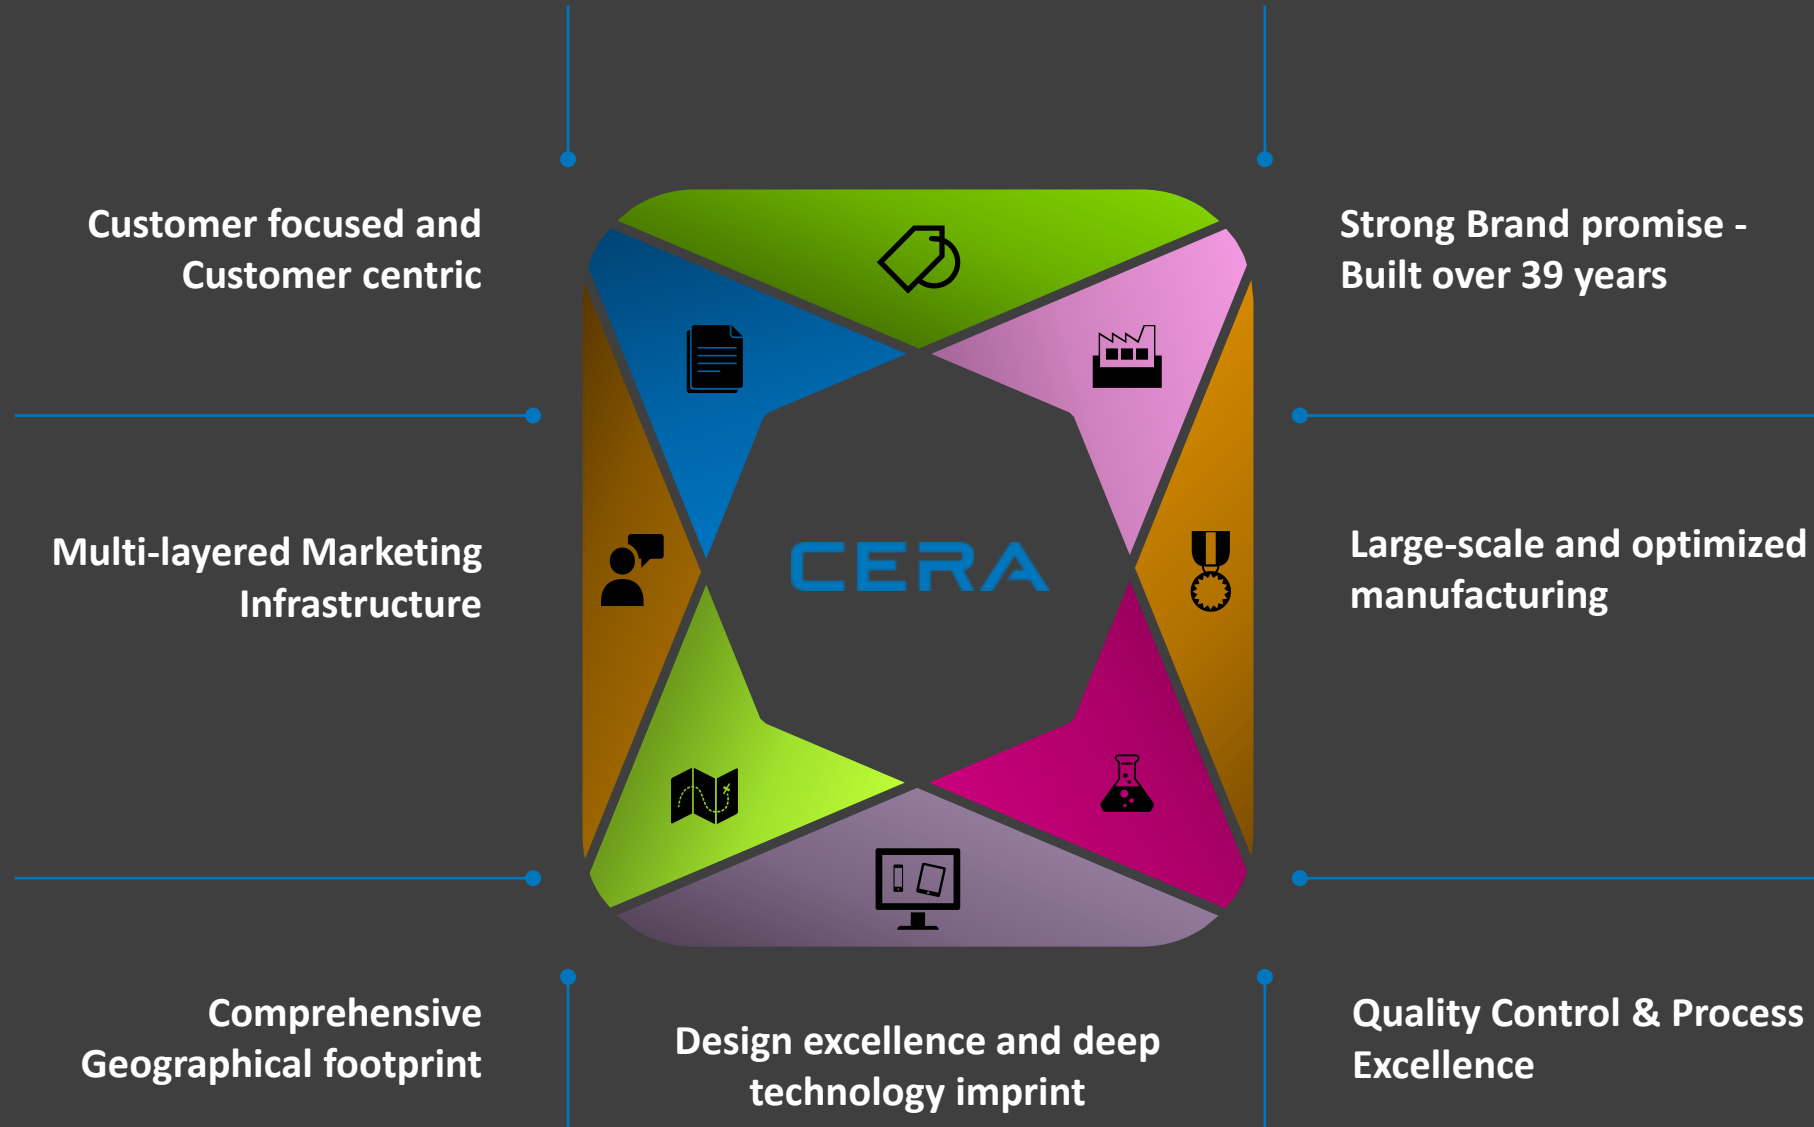 Customer focused and
Customer centric
Strong Brand promise -
Built over 39 years
Multi-layered Marketing
Infrastructure
CERA
Large-scale and optimized
manufacturing
Comprehensive
Geographical footprint
Design excellence and deep
technology imprint
Quality Control & Process
Excellence